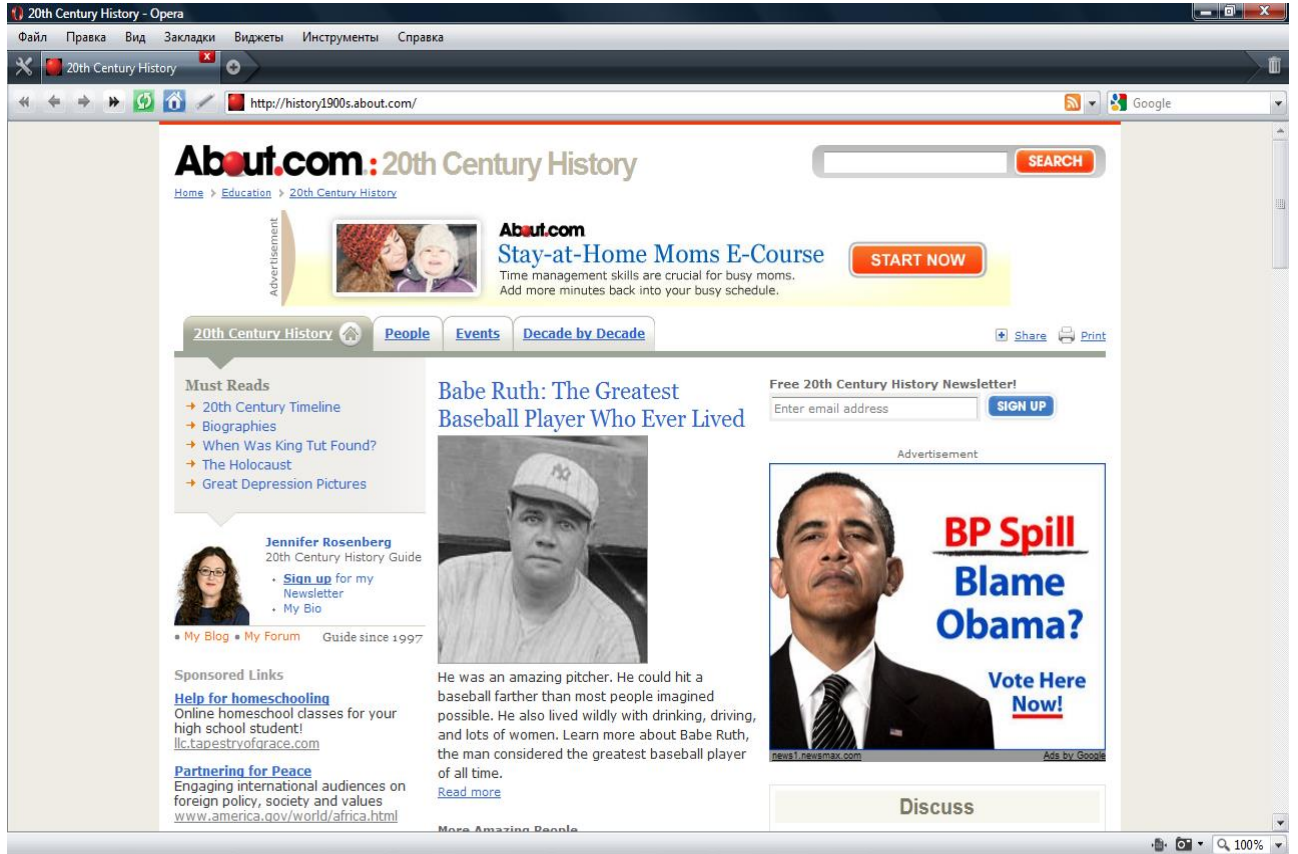 20th Century History - Opera
Файл Правка Вид Закладки Виджеты Инструменты Справка
20th Century History
http://history1900s.about.com/
Google
About.com: 20th Century History
SEARCH
Home > Education > 20th Century History
Advertisement
About.com
Stay-at-Home Moms E-Course
Time management skills are crucial for busy moms.
Add more minutes back into your busy schedule.
START NOW
20th Century History People Events Decade by Decade
Share Print
Must Reads
20th Century Timeline
Biographies
When Was King Tut Found?
The Holocaust
Great Depression Pictures
Jennifer Rosenberg
20th Century History Guide
Sign up for my
Newsletter
My Bio
My Blog My Forum Guide since 1997
Sponsored Links
Help for homeschooling
Online homeschool classes for your
high school student!
llc.tapestryofgrace.com
Partnering for Peace
Engaging international audiences on
foreign policy, society and values
www.america.gov/world/africa.html
Babe Ruth: The Greatest
Baseball Player Who Ever Lived
He was an amazing pitcher. He could hit a
baseball farther than most people imagined
possible. He also lived wildly with drinking, driving,
and lots of women. Learn more about Babe Ruth,
the man considered the greatest baseball player
of all time.
Read more
More Amazing People
Free 20th Century History Newsletter!
Enter email address
SIGN UP
Advertisement
BP Spill
Blame
Obama?
Vote Here
Now!
news1.newsmax.com Ads by Google
Discuss
100%